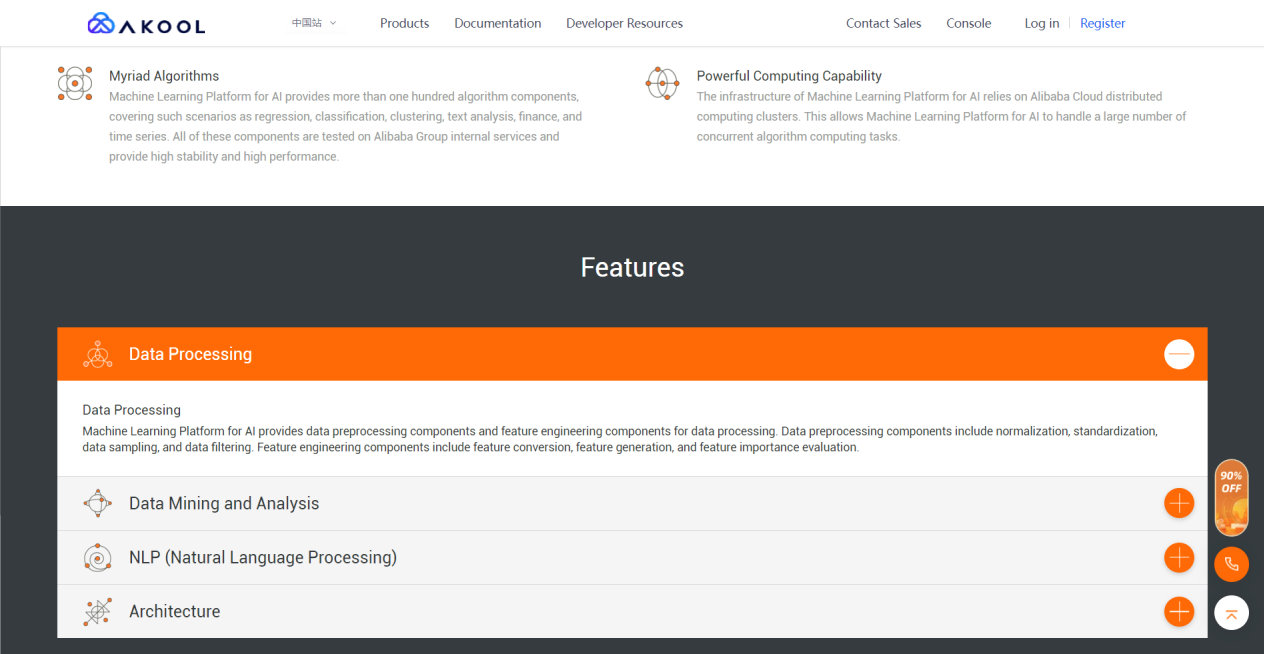 AKOOL 中国站 Products Documentation Developer Resources Contact Sales Console Log in Register
Myriad Algorithms
Machine Learning Platform for AI provides more than one hundred algorithm components,
covering such scenarios as regression, classification, clustering, text analysis, finance, and
time series. All of these components are tested on Alibaba Group internal services and
provide high stability and high performance.
Powerful Computing Capability
The infrastructure of Machine Learning Platform for AI relies on Alibaba Cloud distributed
computing clusters. This allows Machine Learning Platform for AI to handle a large number of
concurrent algorithm computing tasks.
Features
Data Processing
Data Processing
Machine Learning Platform for AI provides data preprocessing components and feature engineering components for data processing. Data preprocessing components include normalization, standardization,
data sampling, and data filtering. Feature engineering components include feature conversion, feature generation, and feature importance evaluation.
Data Mining and Analysis
NLP (Natural Language Processing)
Architecture
90%
OFF